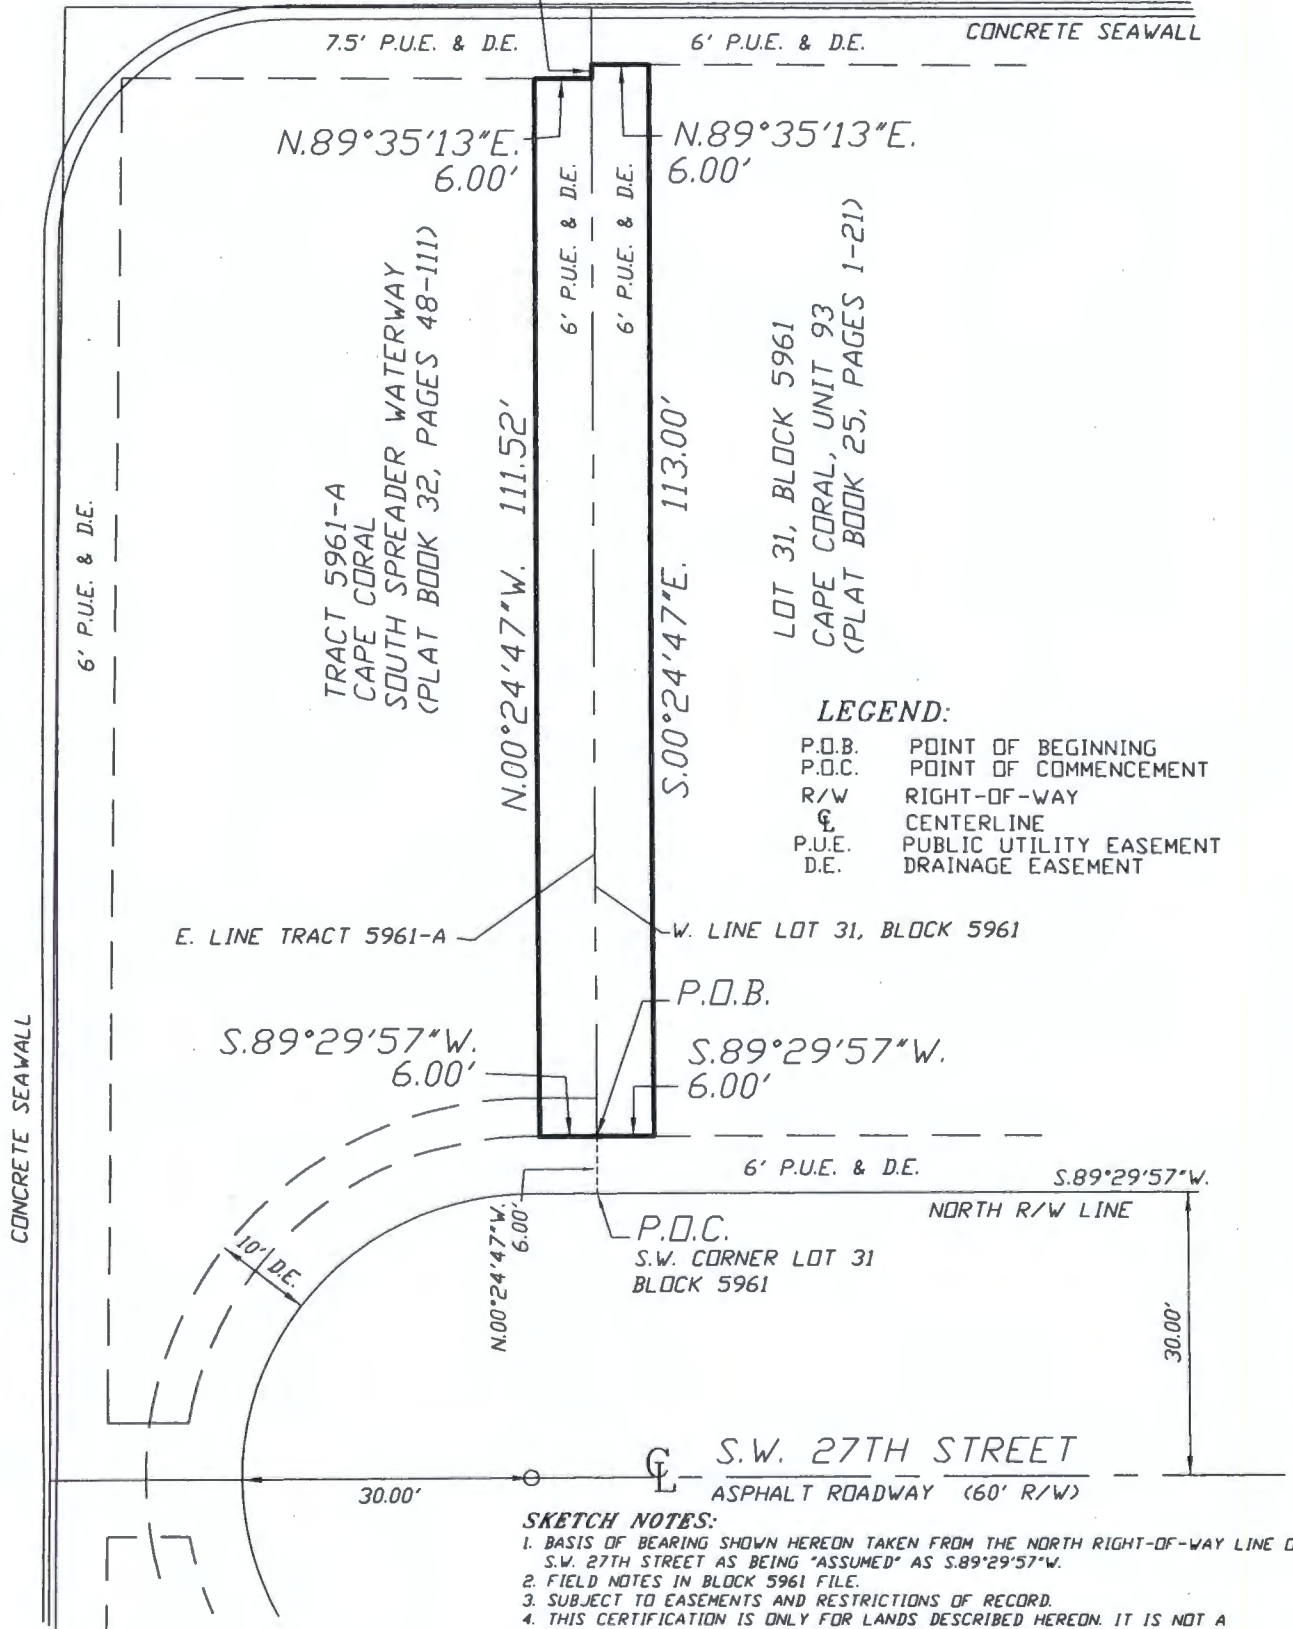 CONCRETE SEAWALL
7.5' P.U.E. & D.E.
6' P.U.E. & D.E.
N.89°35'13"E.
6.00'
N.89°35'13"E.
6.00'
6' P.U.E. & D.E.
6' P.U.E. & D.E.
6' P.U.E. & D.E.
TRACT 5961-A
CAPE CORAL
SOUTH SPREADER WATERWAY
(PLAT BOOK 32, PAGES 48-111)
N.00°24'47"W. 111.52'
S.00°24'47"E. 113.00'
LOT 31, BLOCK 5961
CAPE CORAL, UNIT 93
(PLAT BOOK 25, PAGES 1-21)
LEGEND:
P.O.B. POINT OF BEGINNING
P.O.C. POINT OF COMMENCEMENT
R/W RIGHT-OF-WAY
℄ CENTERLINE
P.U.E. PUBLIC UTILITY EASEMENT
D.E. DRAINAGE EASEMENT
E. LINE TRACT 5961-A
W. LINE LOT 31, BLOCK 5961
P.O.B.
S.89°29'57"W.
6.00'
S.89°29'57"W.
6.00'
CONCRETE SEAWALL
6' P.U.E. & D.E.
S.89°29'57"W.
NORTH R/W LINE
N.00°24'47"W.
6.00'
P.O.C.
S.W. CORNER LOT 31
BLOCK 5961
10' D.E.
30.00'
30.00'
℄ S.W. 27TH STREET
ASPHALT ROADWAY (60' R/W)
SKETCH NOTES:
1. BASIS OF BEARING SHOWN HEREON TAKEN FROM THE NORTH RIGHT-OF-WAY LINE O
S.W. 27TH STREET AS BEING "ASSUMED" AS S.89°29'57"W.
2. FIELD NOTES IN BLOCK 5961 FILE.
3. SUBJECT TO EASEMENTS AND RESTRICTIONS OF RECORD.
4. THIS CERTIFICATION IS ONLY FOR LANDS DESCRIBED HEREON. IT IS NOT A